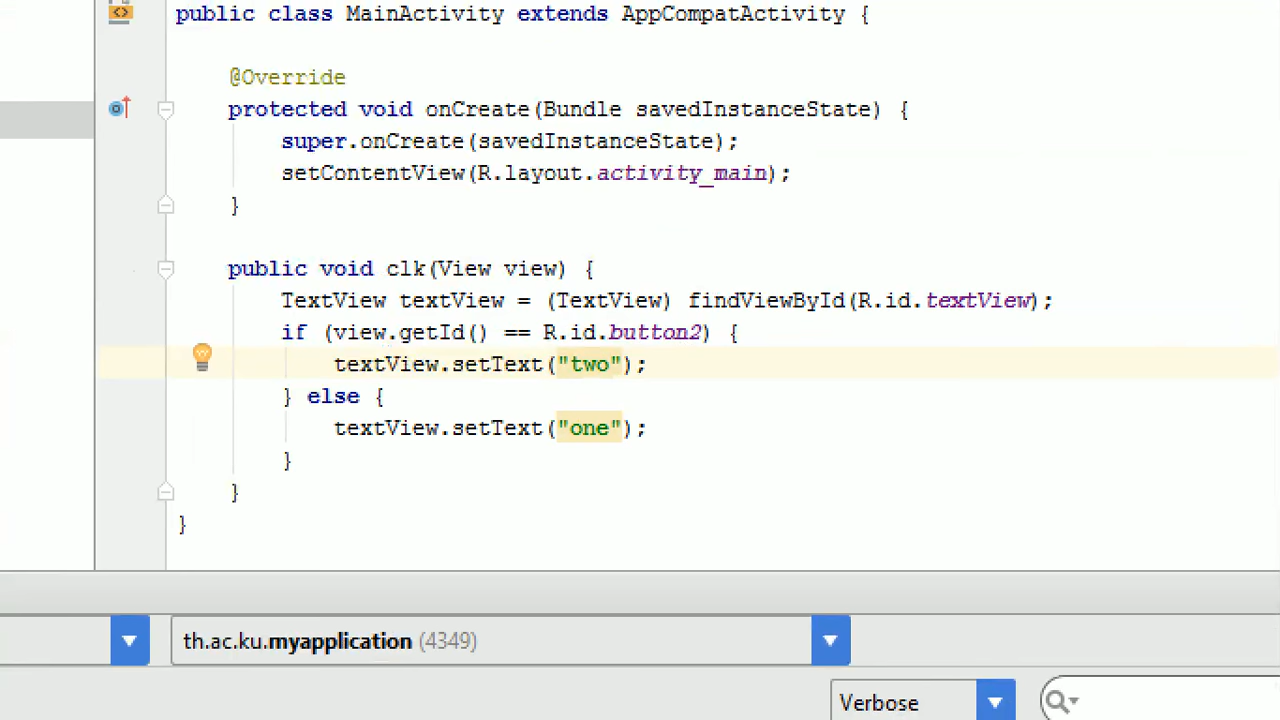 public class MainActivity extends AppCompatActivity {
@Override
protected void onCreate(Bundle savedInstanceState) {
super.onCreate(savedInstanceState);
setContentView(R.layout.activity_main);
}
public void clk(View view) {
TextView textView = (TextView) findViewById(R.id.textView);
if (view.getId() == R.id.button2) {
textView.setText("two");
} else {
textView.setText("one");
}
}
}
th.ac.ku.myapplication (4349)
Verbose